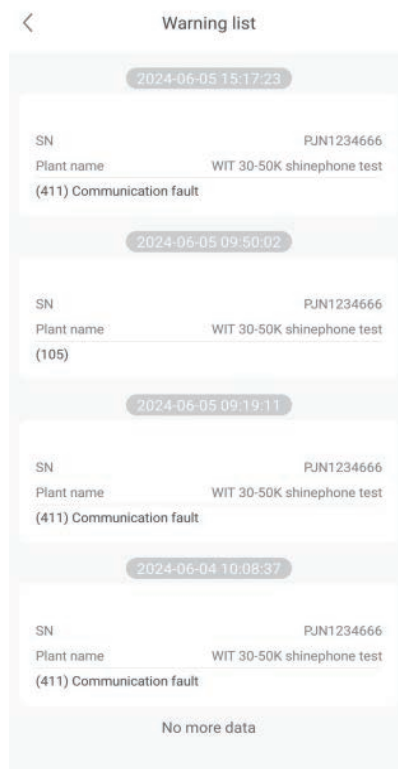 Warning list
2024-06-05 15:17:23
SN PJN1234666
Plant name WIT 30-50K shinephone test
(411) Communication fault
2024-06-05 09:50:02
SN PJN1234666
Plant name WIT 30-50K shinephone test
(105)
2024-06-05 09:19:11
SN PJN1234666
Plant name WIT 30-50K shinephone test
(411) Communication fault
2024-06-04 10:08:37
SN PJN1234666
Plant name WIT 30-50K shinephone test
(411) Communication fault
No more data